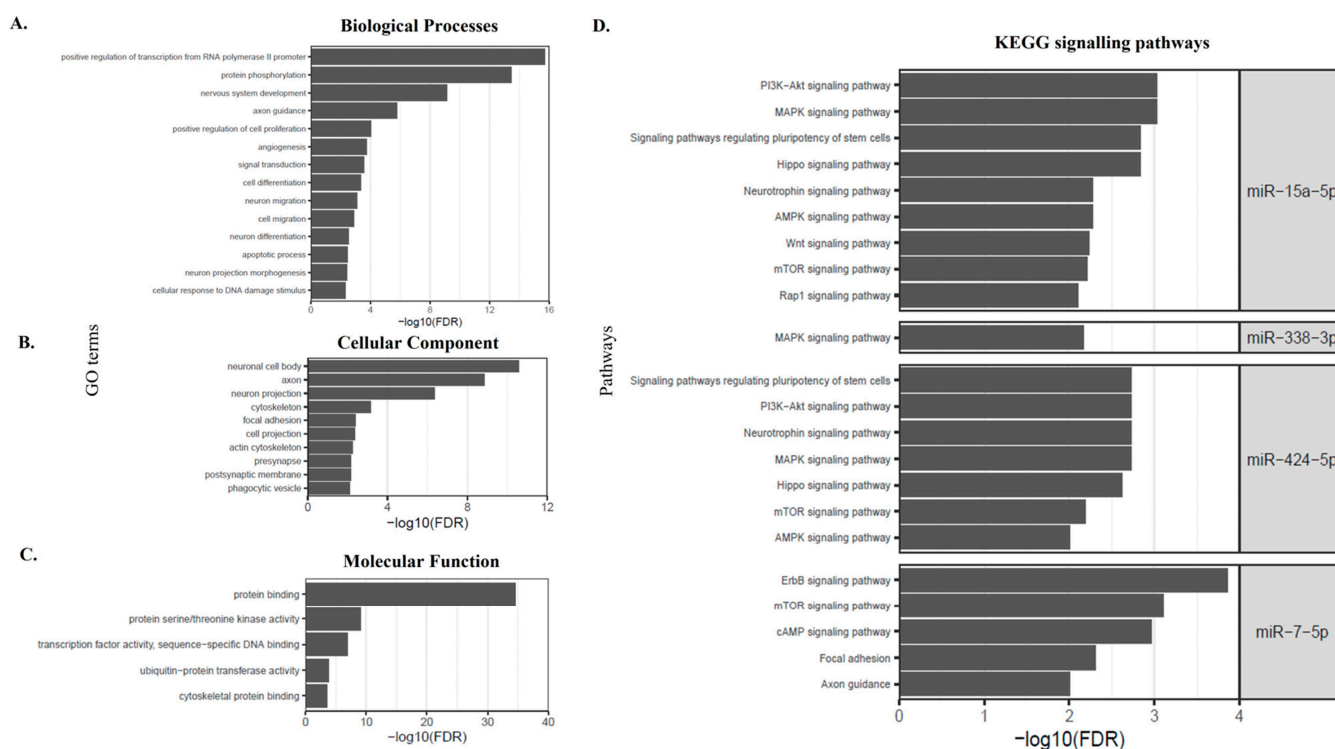 A.
Biological Processes
positive regulation of transcription from RNA polymerase II promoter
protein phosphorylation
nervous system development
axon guidance
positive regulation of cell proliferation
angiogenesis
signal transduction
cell differentiation
neuron migration
cell migration
neuron differentiation
apoptotic process
neuron projection morphogenesis
cellular response to DNA damage stimulus
0 4 8 12 16
−log10(FDR)
GO terms
B.
Cellular Component
neuronal cell body
axon
neuron projection
cytoskeleton
focal adhesion
cell projection
actin cytoskeleton
presynapse
postsynaptic membrane
phagocytic vesicle
0 4 8 12
−log10(FDR)
C.
Molecular Function
protein binding
protein serine/threonine kinase activity
transcription factor activity, sequence−specific DNA binding
ubiquitin−protein transferase activity
cytoskeletal protein binding
0 10 20 30 40
−log10(FDR)
D.
KEGG signalling pathways
Pathways
PI3K−Akt signaling pathway
MAPK signaling pathway
Signaling pathways regulating pluripotency of stem cells
Hippo signaling pathway
Neurotrophin signaling pathway
AMPK signaling pathway
Wnt signaling pathway
mTOR signaling pathway
Rap1 signaling pathway
miR−15a−5p
MAPK signaling pathway
miR−338−3p
Signaling pathways regulating pluripotency of stem cells
PI3K−Akt signaling pathway
Neurotrophin signaling pathway
MAPK signaling pathway
Hippo signaling pathway
mTOR signaling pathway
AMPK signaling pathway
miR−424−5p
ErbB signaling pathway
mTOR signaling pathway
cAMP signaling pathway
Focal adhesion
Axon guidance
miR−7−5p
0 1 2 3 4
−log10(FDR)